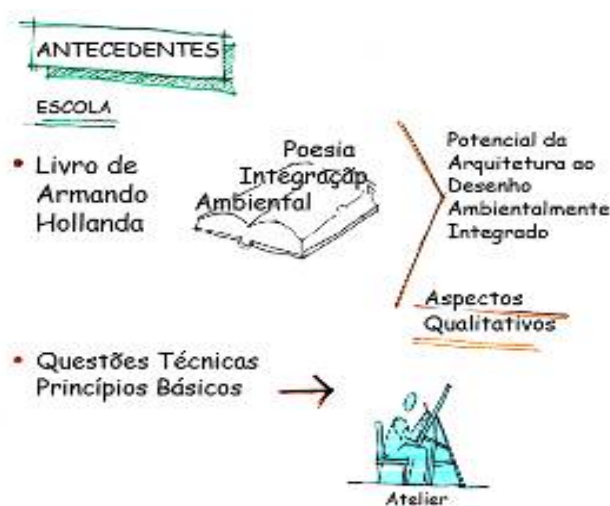 ANTECEDENTES
ESCOLA
• Livro de
Armando
Hollanda
Poesia
Integração
Ambiental
Potencial da
Arquitetura ao
Desenho
Ambientalmente
Integrado
Aspectos
Qualitativos
• Questões Técnicas
Princípios Básicos
Atelier